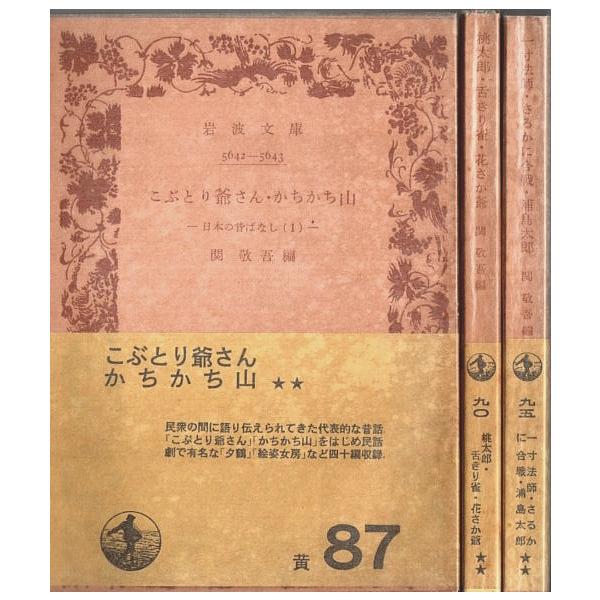 岩波文庫
5642—5643
こぶとり爺さん・かちかち山
—日本の昔ばなし(1)—
関敬吾編
こぶとり爺さん
かちかち山 ★★
民衆の間に語り伝えられてきた代表的な昔話
「こぶとり爺さん」「かちかち山」をはじめ民話
劇で有名な「夕鶴」「絵姿女房」など四十編収録.
黄 87
桃太郎・舌きり雀・花さか爺 関敬吾編
九〇 桃太郎・
舌きり雀・花さか爺 ★★
一寸法師・さるかに合戦・浦島太郎 関敬吾編
九五 一寸法師・さるか
に合戦・浦島太郎 ★★